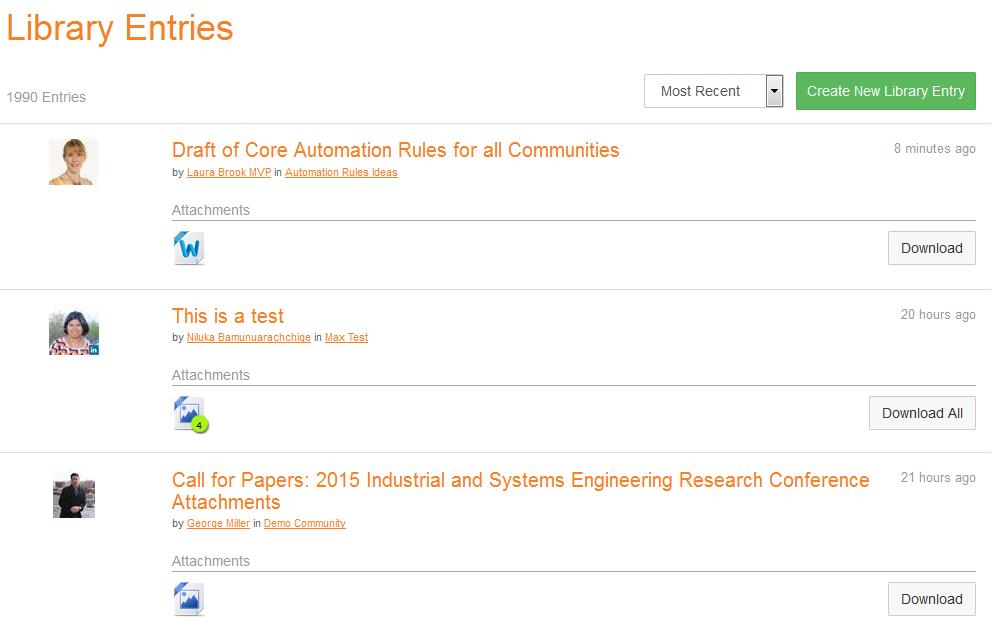 Library Entries
1990 Entries
Most Recent
Create New Library Entry
Draft of Core Automation Rules for all Communities
8 minutes ago
by Laura Brook MVP in Automation Rules Ideas
Attachments
W
Download
This is a test
20 hours ago
by Niluka Bamunuarachchige in Max Test
in
Attachments
4
Download All
Call for Papers: 2015 Industrial and Systems Engineering Research Conference
21 hours ago
Attachments
by George Miller in Demo Community
Attachments
Download